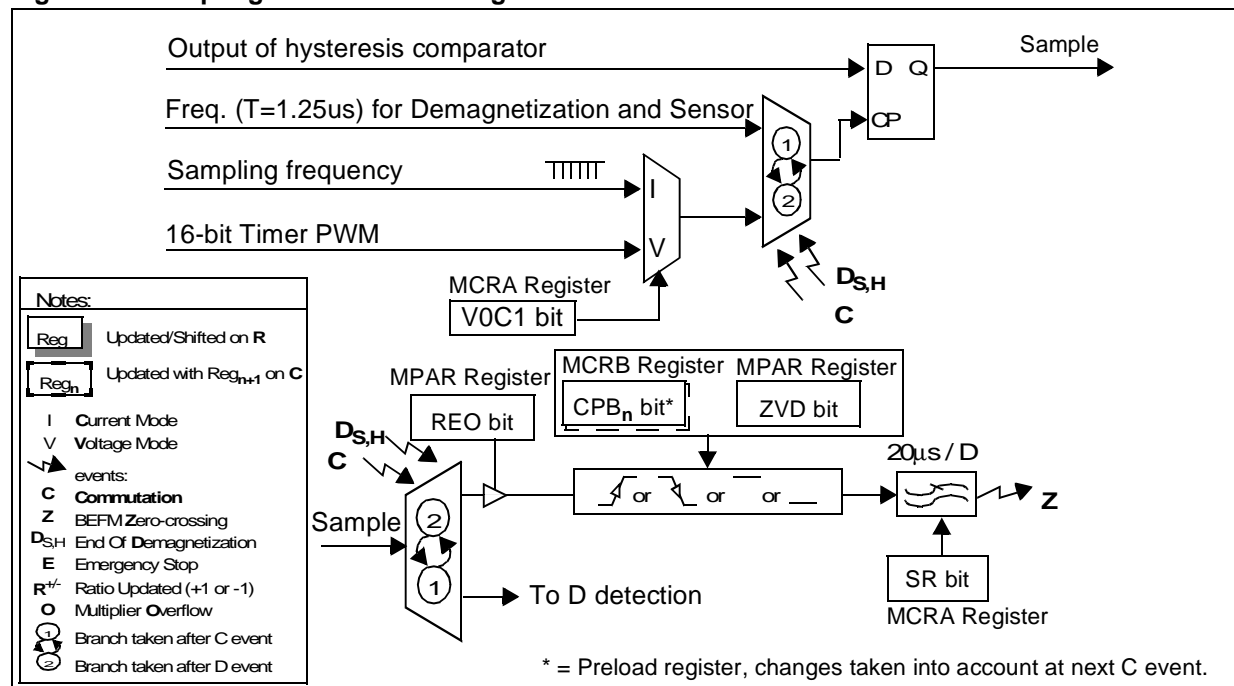 Output of hysteresis comparator
Sample
D Q
CP
Freq. (T=1.25us) for Demagnetization and Sensor
1
2
Sampling frequency
I
16-bit Timer PWM
V
DS,H
C
MCRA Register
V0C1 bit
Notes:
Reg Updated/Shifted on R
Regn Updated with Regn+1 on C
I Current Mode
V Voltage Mode
events:
C Commutation
Z BEFM Zero-crossing
DS,H End Of Demagnetization
E Emergency Stop
R+/- Ratio Updated (+1 or -1)
O Multiplier Overflow
1 Branch taken after C event
2 Branch taken after D event
MPAR Register
REO bit
MCRB Register
CPBn bit*
MPAR Register
ZVD bit
DS,H
C
Sample
2
1
or or or
20µs / D
Z
SR bit
MCRA Register
To D detection
* = Preload register, changes taken into account at next C event.